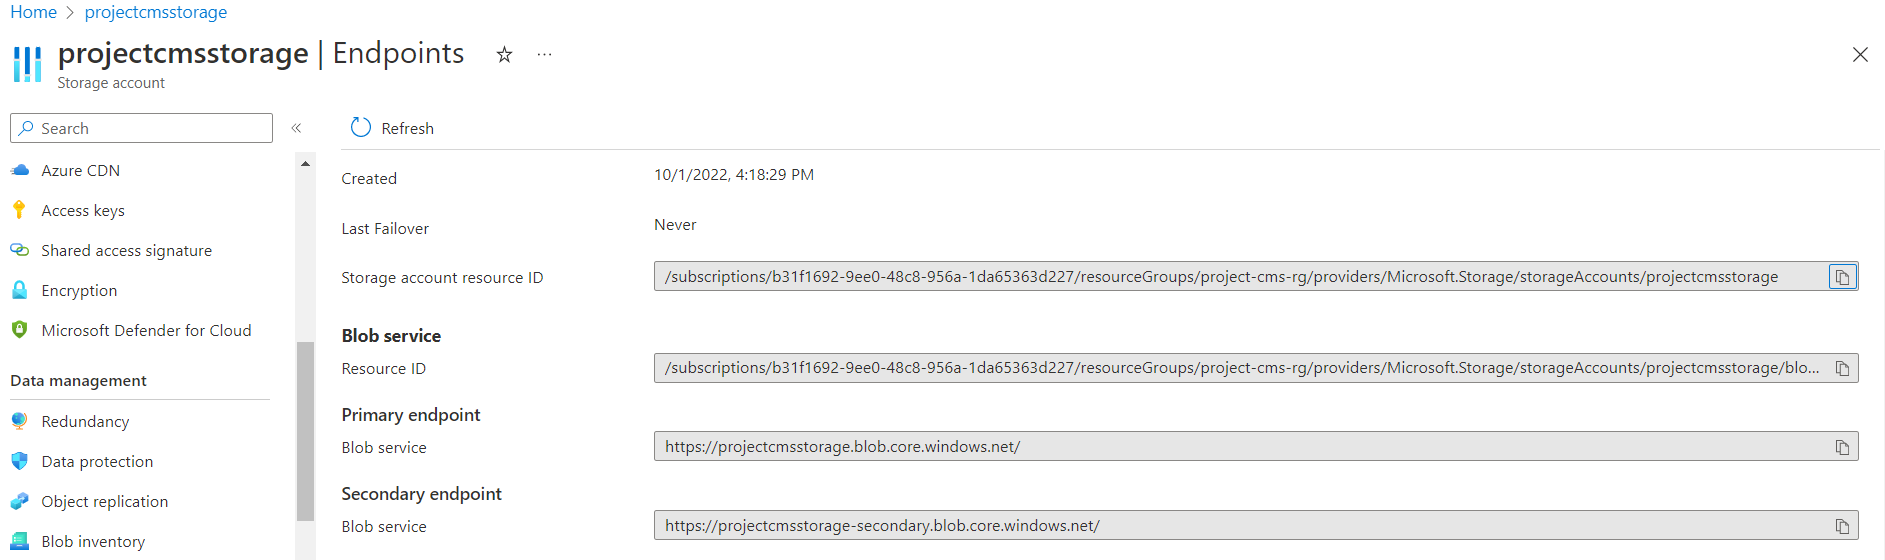 Home > projectcmsstorage
projectcmsstorage | Endpoints ...
Storage account
Search
«
Refresh
Azure CDN
Access keys
Shared access signature
Encryption
Microsoft Defender for Cloud
Data management
Redundancy
Data protection
Object replication
Blob inventory
Created 10/1/2022, 4:18:29 PM
Last Failover Never
Storage account resource ID /subscriptions/b31f1692-9ee0-48c8-956a-1da65363d227/resourceGroups/project-cms-rg/providers/Microsoft.Storage/storageAccounts/projectcmsstorage
Blob service
Resource ID /subscriptions/b31f1692-9ee0-48c8-956a-1da65363d227/resourceGroups/project-cms-rg/providers/Microsoft.Storage/storageAccounts/projectcmsstorage/blo...
Primary endpoint
Blob service https://projectcmsstorage.blob.core.windows.net/
Secondary endpoint
Blob service https://projectcmsstorage-secondary.blob.core.windows.net/